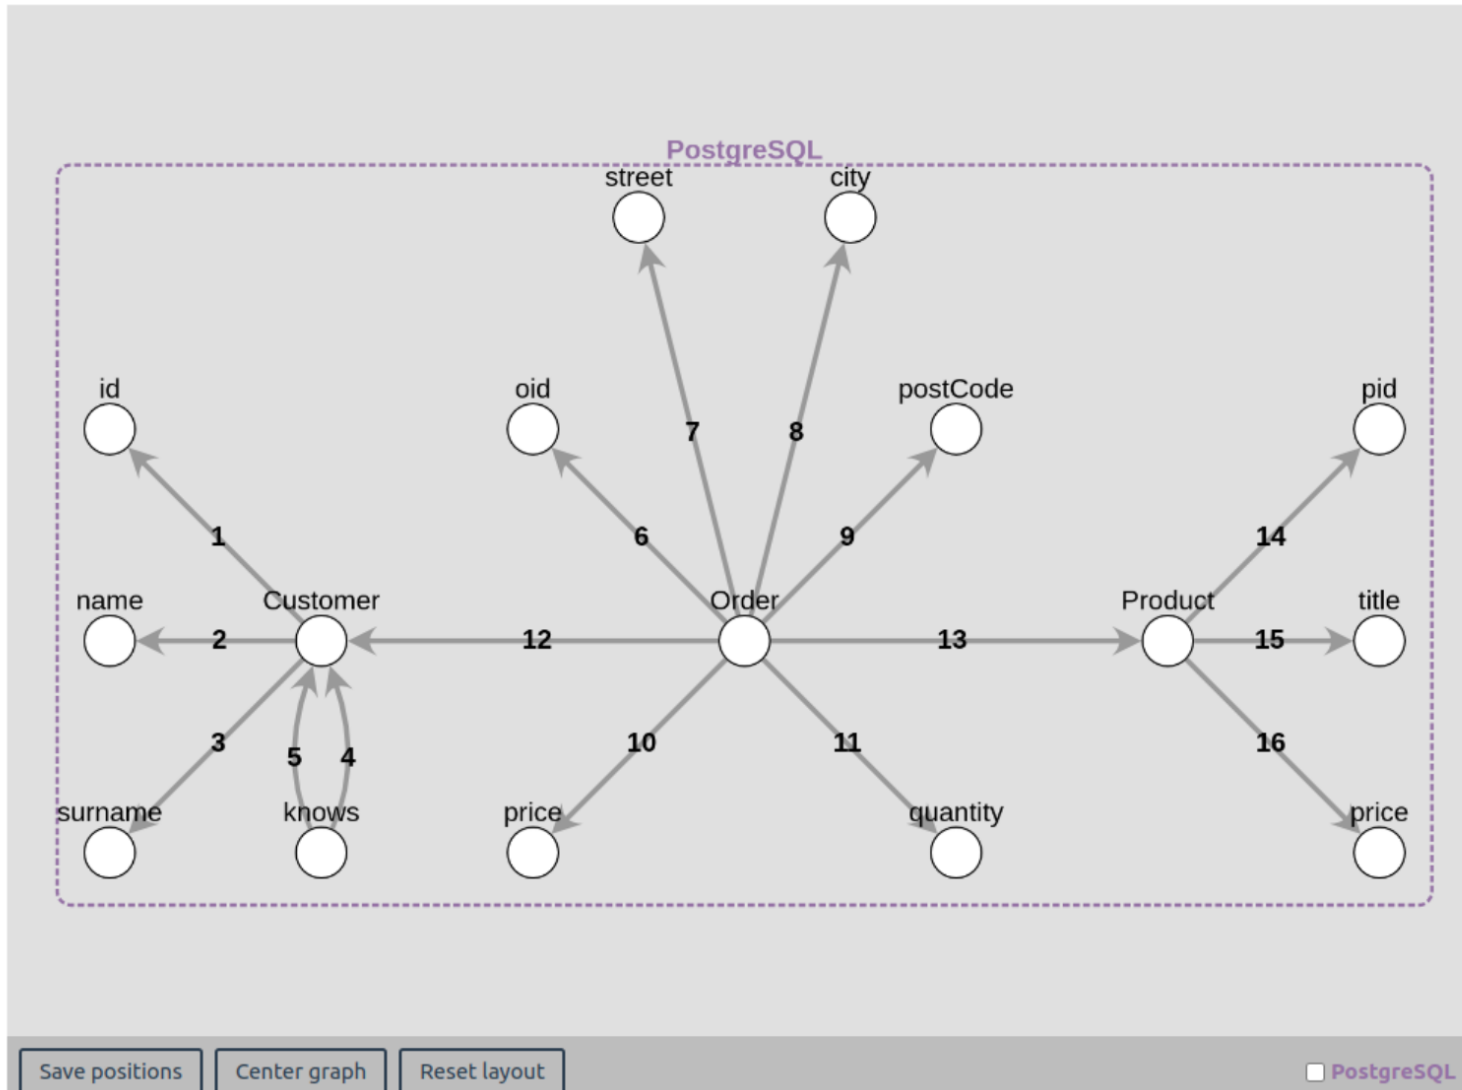 PostgreSQL
street
city
id
oid
postCode
pid
7
8
1
6
9
14
name
Customer
Order
Product
title
2
12
13
15
3
5
4
10
11
16
surname
knows
price
quantity
price
Save positions
Center graph
Reset layout
PostgreSQL